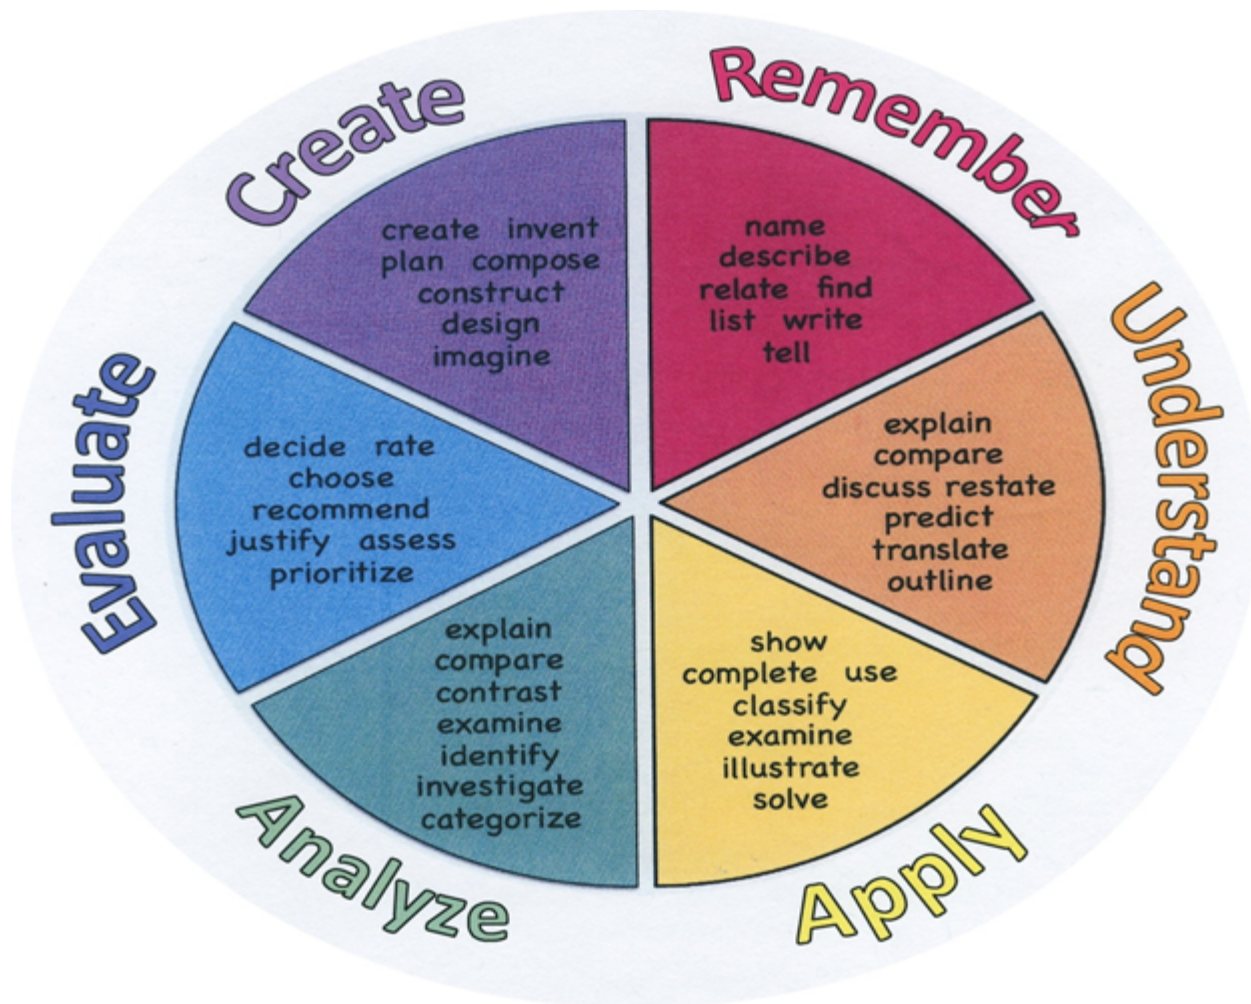 Remember
name
describe
relate find
list write
tell
Understand
explain
compare
discuss restate
predict
translate
outline
Apply
show
complete use
classify
examine
illustrate
solve
Analyze
explain
compare
contrast
examine
identify
investigate
categorize
Evaluate
decide rate
choose
recommend
justify assess
prioritize
Create
create invent
plan compose
construct
design
imagine